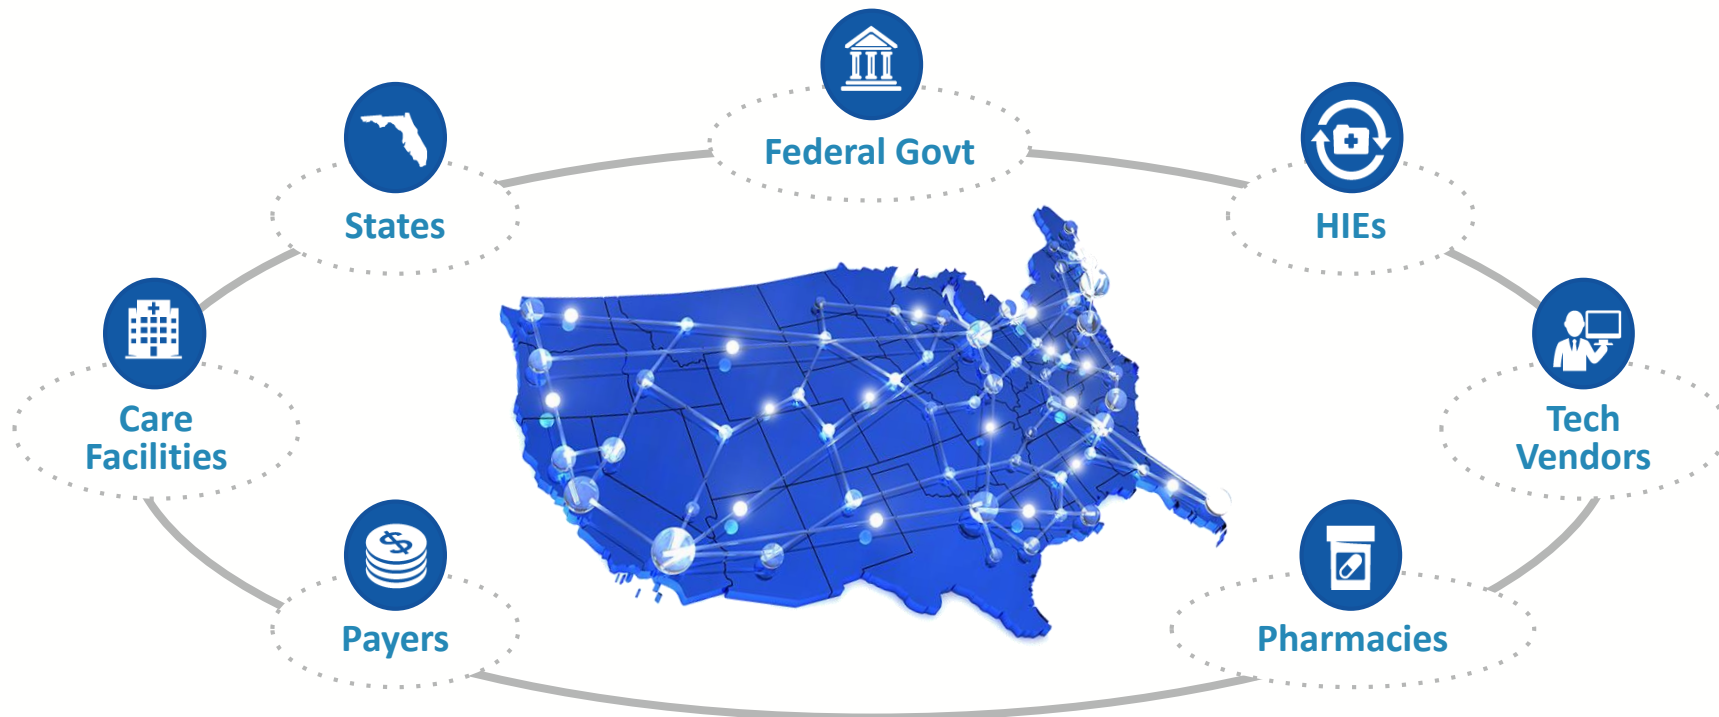 Federal Govt
States
HIEs
Care
Facilities
Tech
Vendors
$
Payers
Pharmacies